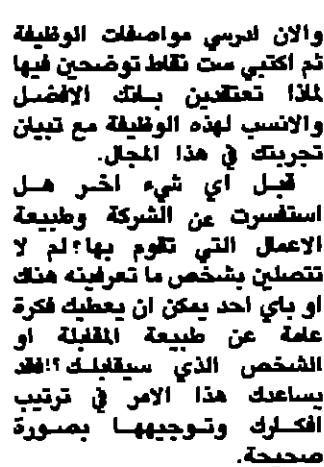 والان ادرسي مواصفات الوظيفة
ثم اكتبي ست نقاط توضحين فيها
لماذا تعتقدين بانك الافضل
والانسب لهذه الوظيفة مع تبيان
تجربتك في هذا المجال.
قبل اي شيء اخر هل
استفسرت عن الشركة وطبيعة
الاعمال التي تقوم بها؟ لم لا
تتصلين بشخص ما تعرفينه هناك
او باي احد يمكن ان يعطيك فكرة
عامة عن طبيعة المقابلة او
الشخص الذي سيقابلك؟! فقد
يساعدك هذا الامر في ترتيب
افكارك وتوجيهها بصورة
صحيحة.